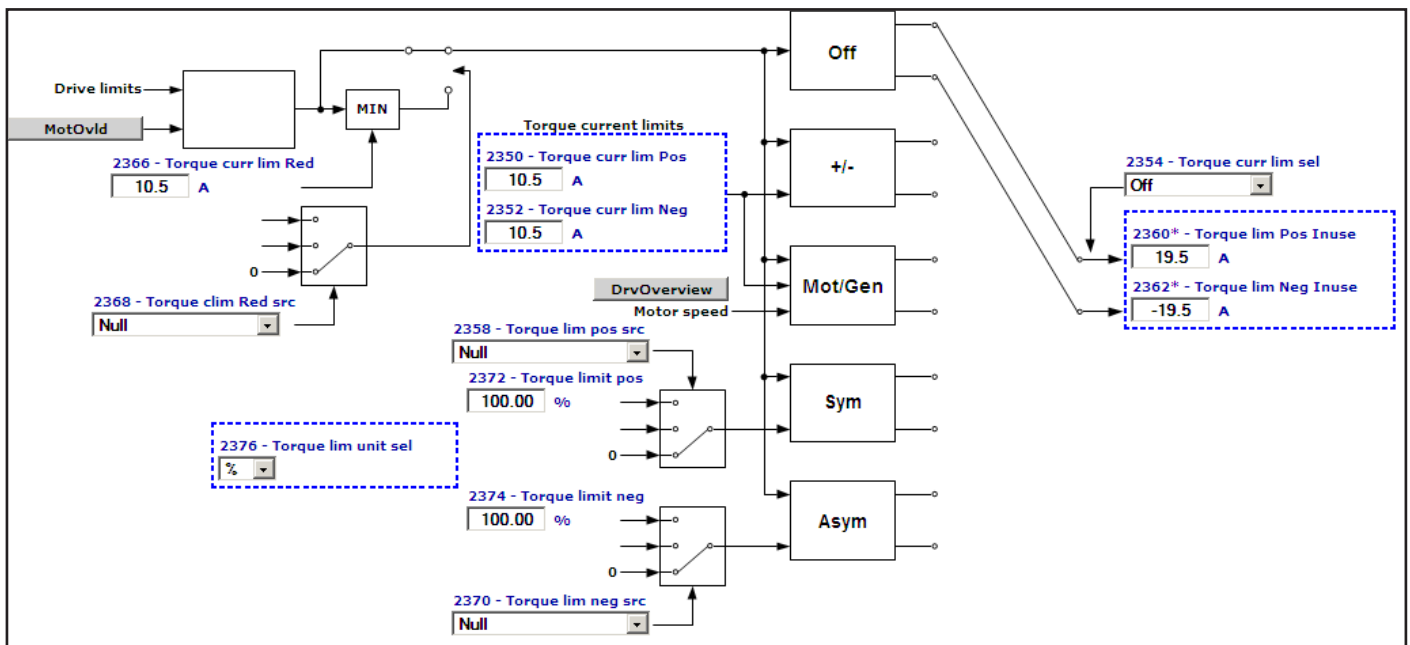 Off
Drive limits
MIN
MotOvld
Torque current limits
2366 - Torque curr lim Red
10.5 A
2350 - Torque curr lim Pos
10.5 A
2352 - Torque curr lim Neg
10.5 A
+/-
2354 - Torque curr lim sel
Off
2360* - Torque lim Pos Inuse
19.5 A
2362* - Torque lim Neg Inuse
-19.5 A
0
2368 - Torque clim Red src
Null
DrvOverview
Motor speed
Mot/Gen
2358 - Torque lim pos src
Null
2372 - Torque limit pos
100.00 %
0
Sym
2376 - Torque lim unit sel
%
2374 - Torque limit neg
100.00 %
0
Asym
2370 - Torque lim neg src
Null